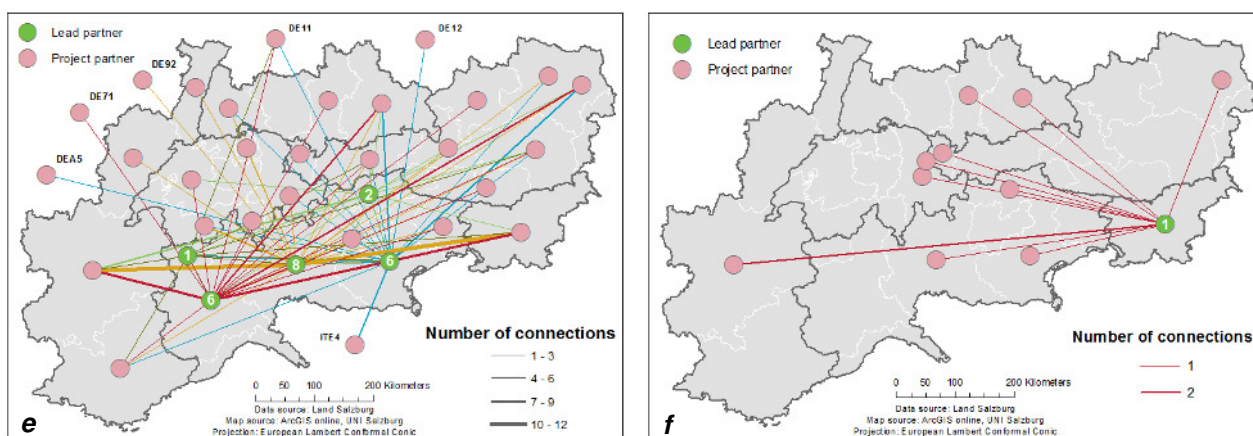 Lead partner
Project partner
DE11
DE12
DE92
DE71
DEA5
2
1
8
6
6
ITE4
Number of connections
1 - 3
4 - 6
7 - 9
10 - 12
0 50 100 200 Kilometers
Data source: Land Salzburg
Map source: ArcGIS online, UNI Salzburg
Projection: European Lambert Conformal Conic
e
Lead partner
Project partner
1
Number of connections
1
2
0 50 100 200 Kilometers
Data source: Land Salzburg
Map source: ArcGIS online, UNI Salzburg
Projection: European Lambert Conformal Conic
f